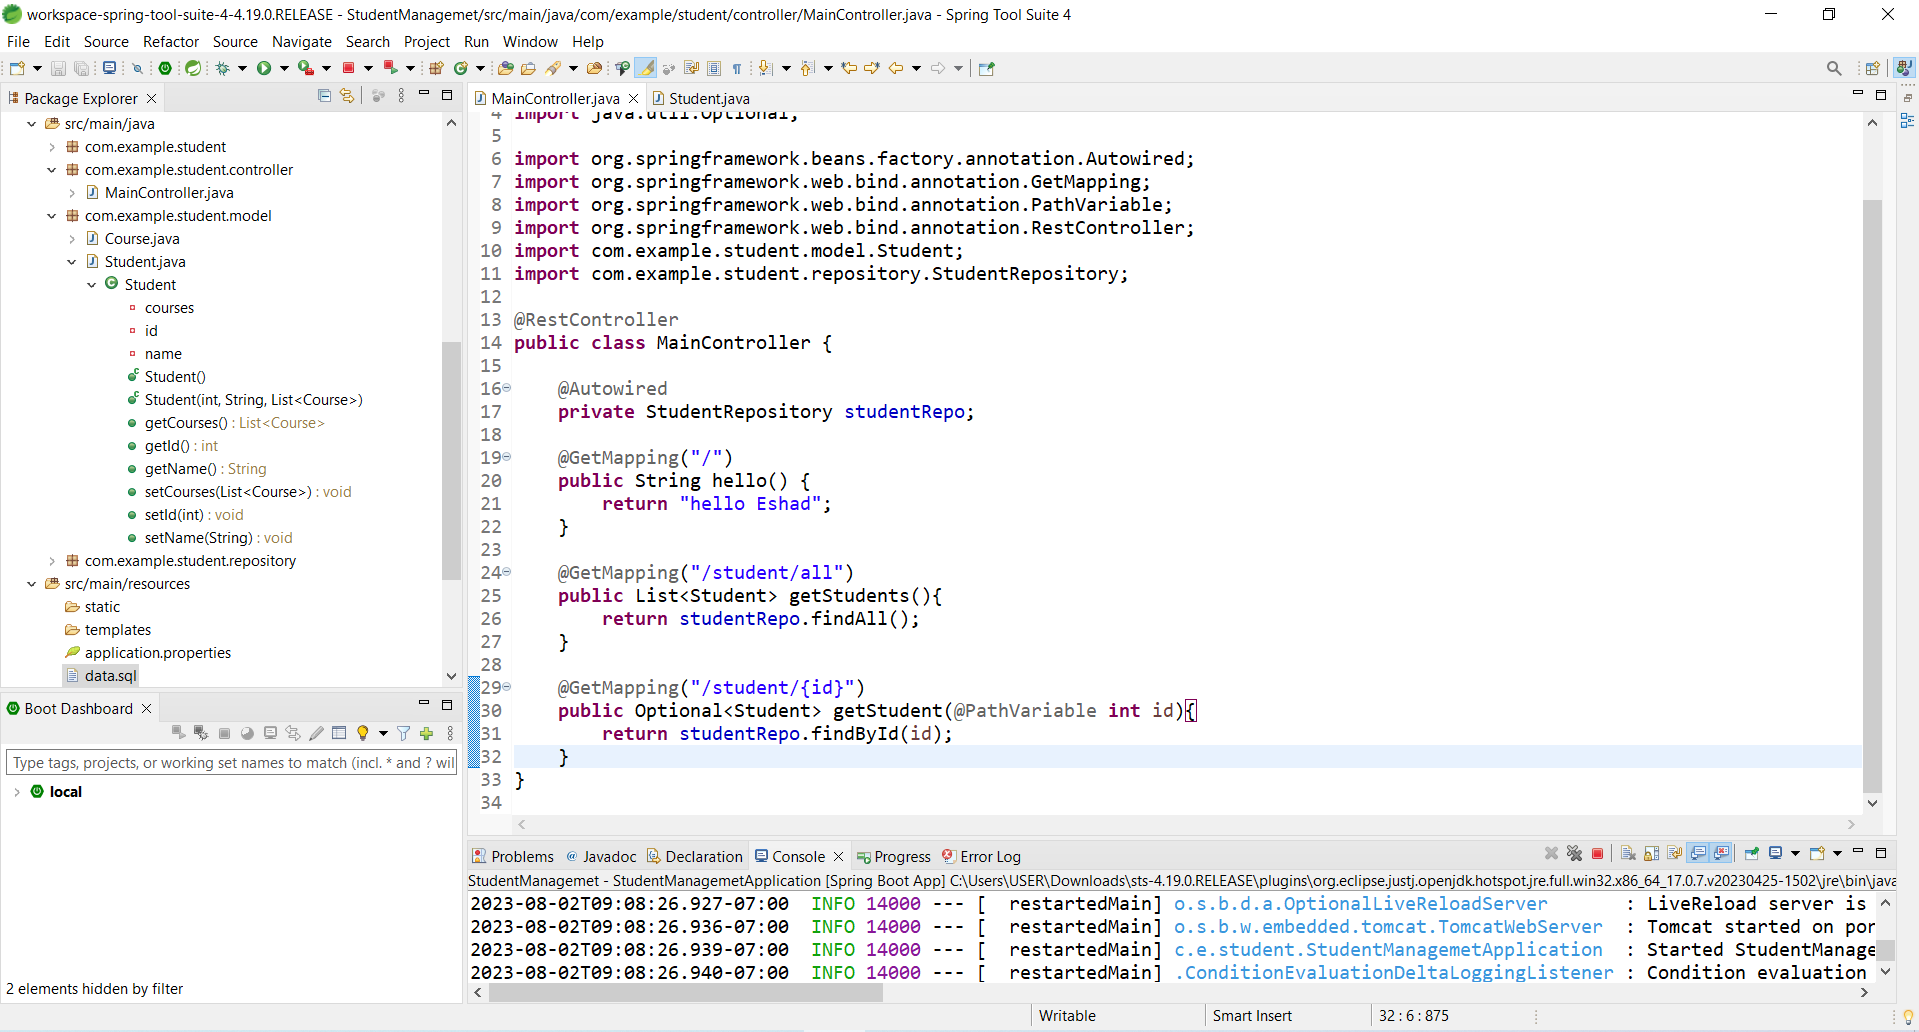 workspace-spring-tool-suite-4-4.19.0.RELEASE - StudentManagemet/src/main/java/com/example/student/controller/MainController.java - Spring Tool Suite 4
File Edit Source Refactor Source Navigate Search Project Run Window Help
Package Explorer
src/main/java
com.example.student
com.example.student.controller
MainController.java
com.example.student.model
Course.java
Student.java
Student
courses
id
name
Student()
Student(int, String, List<Course>)
getCourses() : List<Course>
getId() : int
getName() : String
setCourses(List<Course>) : void
setId(int) : void
setName(String) : void
com.example.student.repository
src/main/resources
static
templates
application.properties
data.sql
Boot Dashboard
Type tags, projects, or working set names to match (incl. * and ? wil
local
2 elements hidden by filter
MainController.java Student.java
4 import java.util.Optional;
5
6 import org.springframework.beans.factory.annotation.Autowired;
7 import org.springframework.web.bind.annotation.GetMapping;
8 import org.springframework.web.bind.annotation.PathVariable;
9 import org.springframework.web.bind.annotation.RestController;
10 import com.example.student.model.Student;
11 import com.example.student.repository.StudentRepository;
12
13 @RestController
14 public class MainController {
15
16 @Autowired
17 private StudentRepository studentRepo;
18
19 @GetMapping("/")
20 public String hello() {
21 return "hello Eshad";
22 }
23
24 @GetMapping("/student/all")
25 public List<Student> getStudents(){
26 return studentRepo.findAll();
27 }
28
29 @GetMapping("/student/{id}")
30 public Optional<Student> getStudent(@PathVariable int id){
31 return studentRepo.findById(id);
32 }
33 }
34
Problems Javadoc Declaration Console Progress Error Log
StudentManagemet - StudentManagemetApplication [Spring Boot App] C:\Users\USER\Downloads\sts-4.19.0.RELEASE\plugins\org.eclipse.justj.openjdk.hotspot.jre.full.win32.x86_64_17.0.7.v20230425-1502\jre\bin\java
2023-08-02T09:08:26.927-07:00 INFO 14000 --- [ restartedMain] o.s.b.d.a.OptionalLiveReloadServer : LiveReload server is
2023-08-02T09:08:26.936-07:00 INFO 14000 --- [ restartedMain] o.s.b.w.embedded.tomcat.TomcatWebServer : Tomcat started on por
2023-08-02T09:08:26.939-07:00 INFO 14000 --- [ restartedMain] c.e.student.StudentManagemetApplication : Started StudentManage
2023-08-02T09:08:26.940-07:00 INFO 14000 --- [ restartedMain] .ConditionEvaluationDeltaLoggingListener : Condition evaluation
Writable Smart Insert 32 : 6 : 875